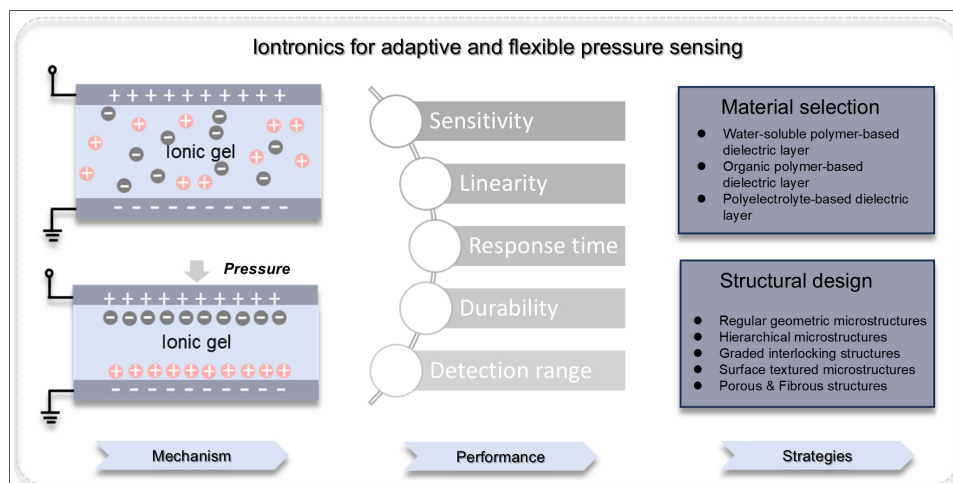 Iontronics for adaptive and flexible pressure sensing
+ + + + + + + + + +
Ionic gel
- - - - - - - - -
Pressure
+ + + + + + + + + +
Ionic gel
- - - - - - - - -
Mechanism
Sensitivity
Linearity
Response time
Durability
Detection range
Performance
Material selection
● Water-soluble polymer-based
dielectric layer
● Organic polymer-based
dielectric layer
● Polyelectrolyte-based dielectric
layer
Structural design
● Regular geometric microstructures
● Hierarchical microstructures
● Graded interlocking structures
● Surface textured microstructures
● Porous & Fibrous structures
Strategies